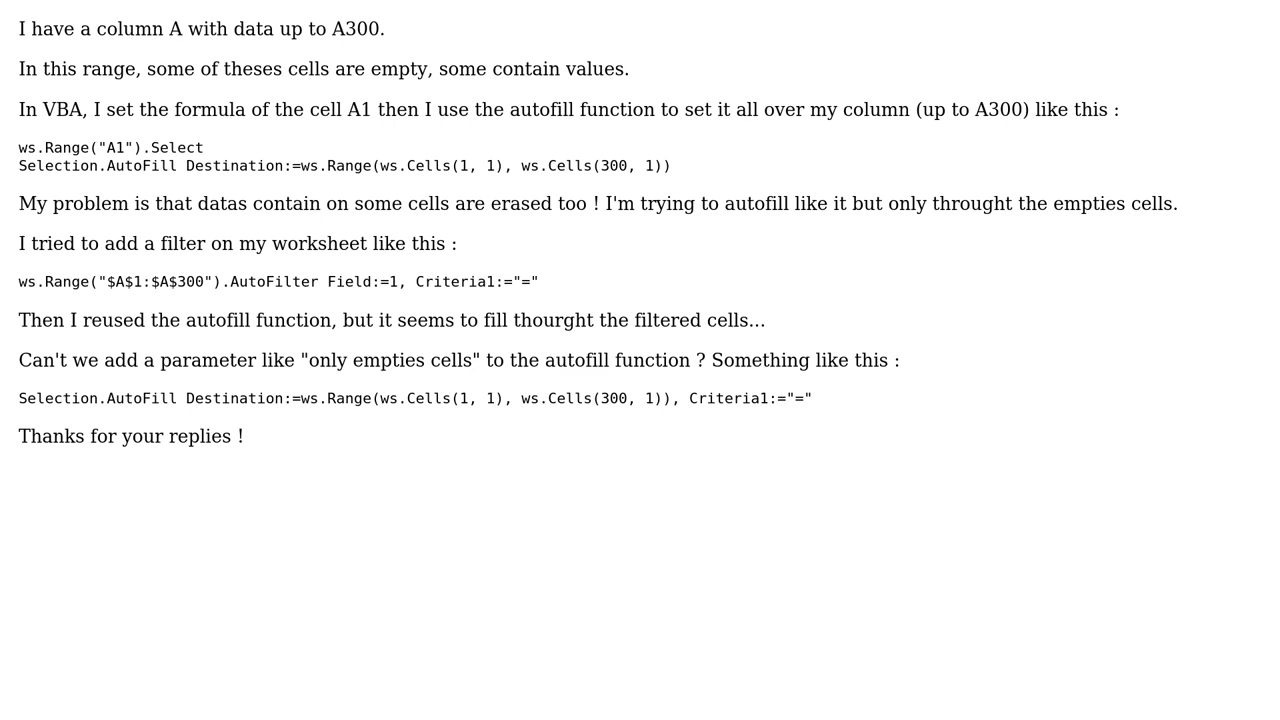 I have a column A with data up to A300.
In this range, some of theses cells are empty, some contain values.
In VBA, I set the formula of the cell A1 then I use the autofill function to set it all over my column (up to A300) like this :
ws.Range("A1").Select
Selection.AutoFill Destination:=ws.Range(ws.Cells(1, 1), ws.Cells(300, 1))
My problem is that datas contain on some cells are erased too ! I'm trying to autofill like it but only throught the empties cells.
I tried to add a filter on my worksheet like this :
ws.Range("$A$1:$A$300").AutoFilter Field:=1, Criteria1:="="
Then I reused the autofill function, but it seems to fill thourght the filtered cells...
Can't we add a parameter like "only empties cells" to the autofill function ? Something like this :
Selection.AutoFill Destination:=ws.Range(ws.Cells(1, 1), ws.Cells(300, 1)), Criteria1:="="
Thanks for your replies !